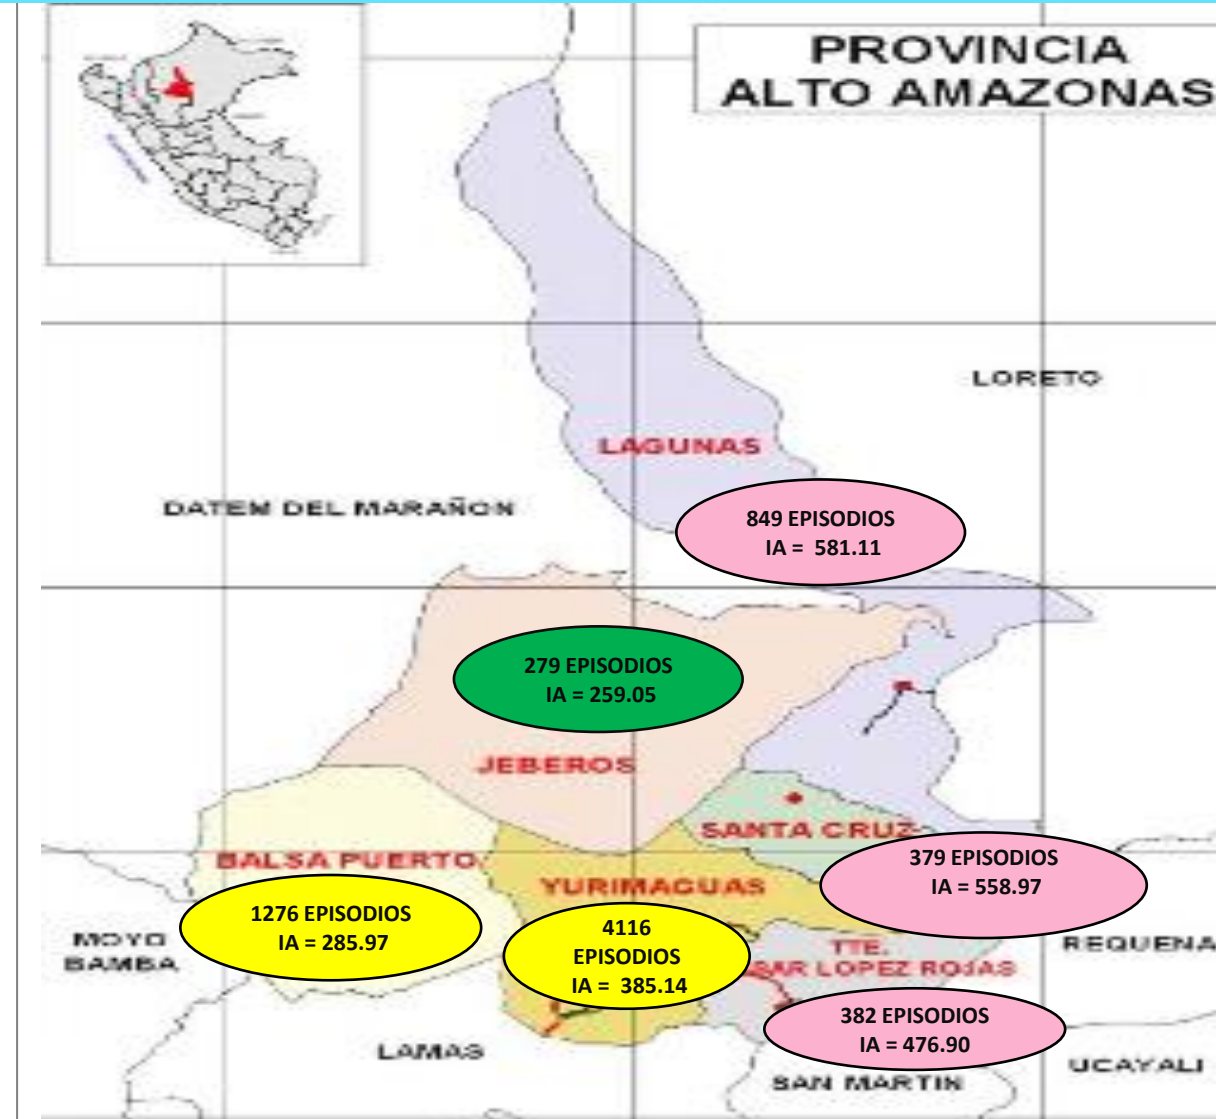 PROVINCIA
ALTO AMAZONAS
LORETO
LAGUNAS
DATEM DEL MARAÑON
849 EPISODIOS
IA = 581.11
279 EPISODIOS
IA = 259.05
JEBEROS
SANTA CRUZ
BALSA PUERTO
YURIMAGUAS
379 EPISODIOS
IA = 558.97
1276 EPISODIOS
IA = 285.97
4116
EPISODIOS
IA = 385.14
MOYO
BAMBA
TTE.
LOPEZ ROJAS
REQUENA
382 EPISODIOS
IA = 476.90
LAMAS
SAN MARTIN
UCAYALI